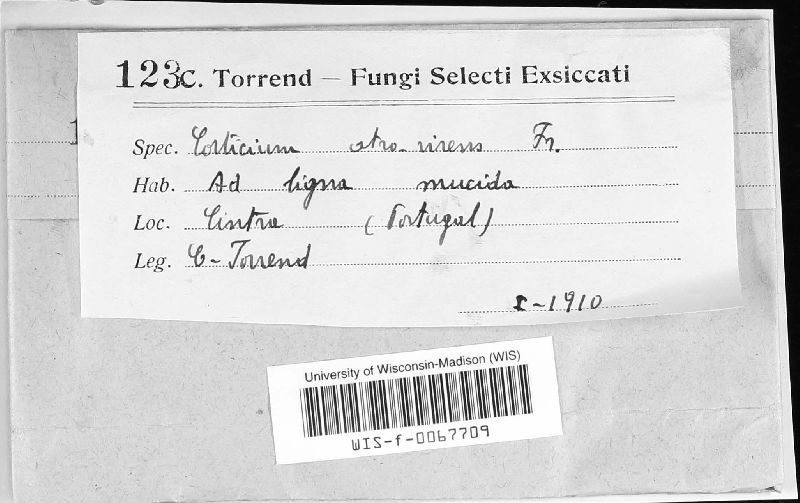 123 C. Torrend — Fungi Selecti Exsiccati
Spec. Corticium atro-virens Fr.
Hab. Ad ligna mucida
Loc. Cintra (Portugal)
Leg. C-Torrend
I-1910
University of Wisconsin-Madison (WIS)
WIS-f-0067709